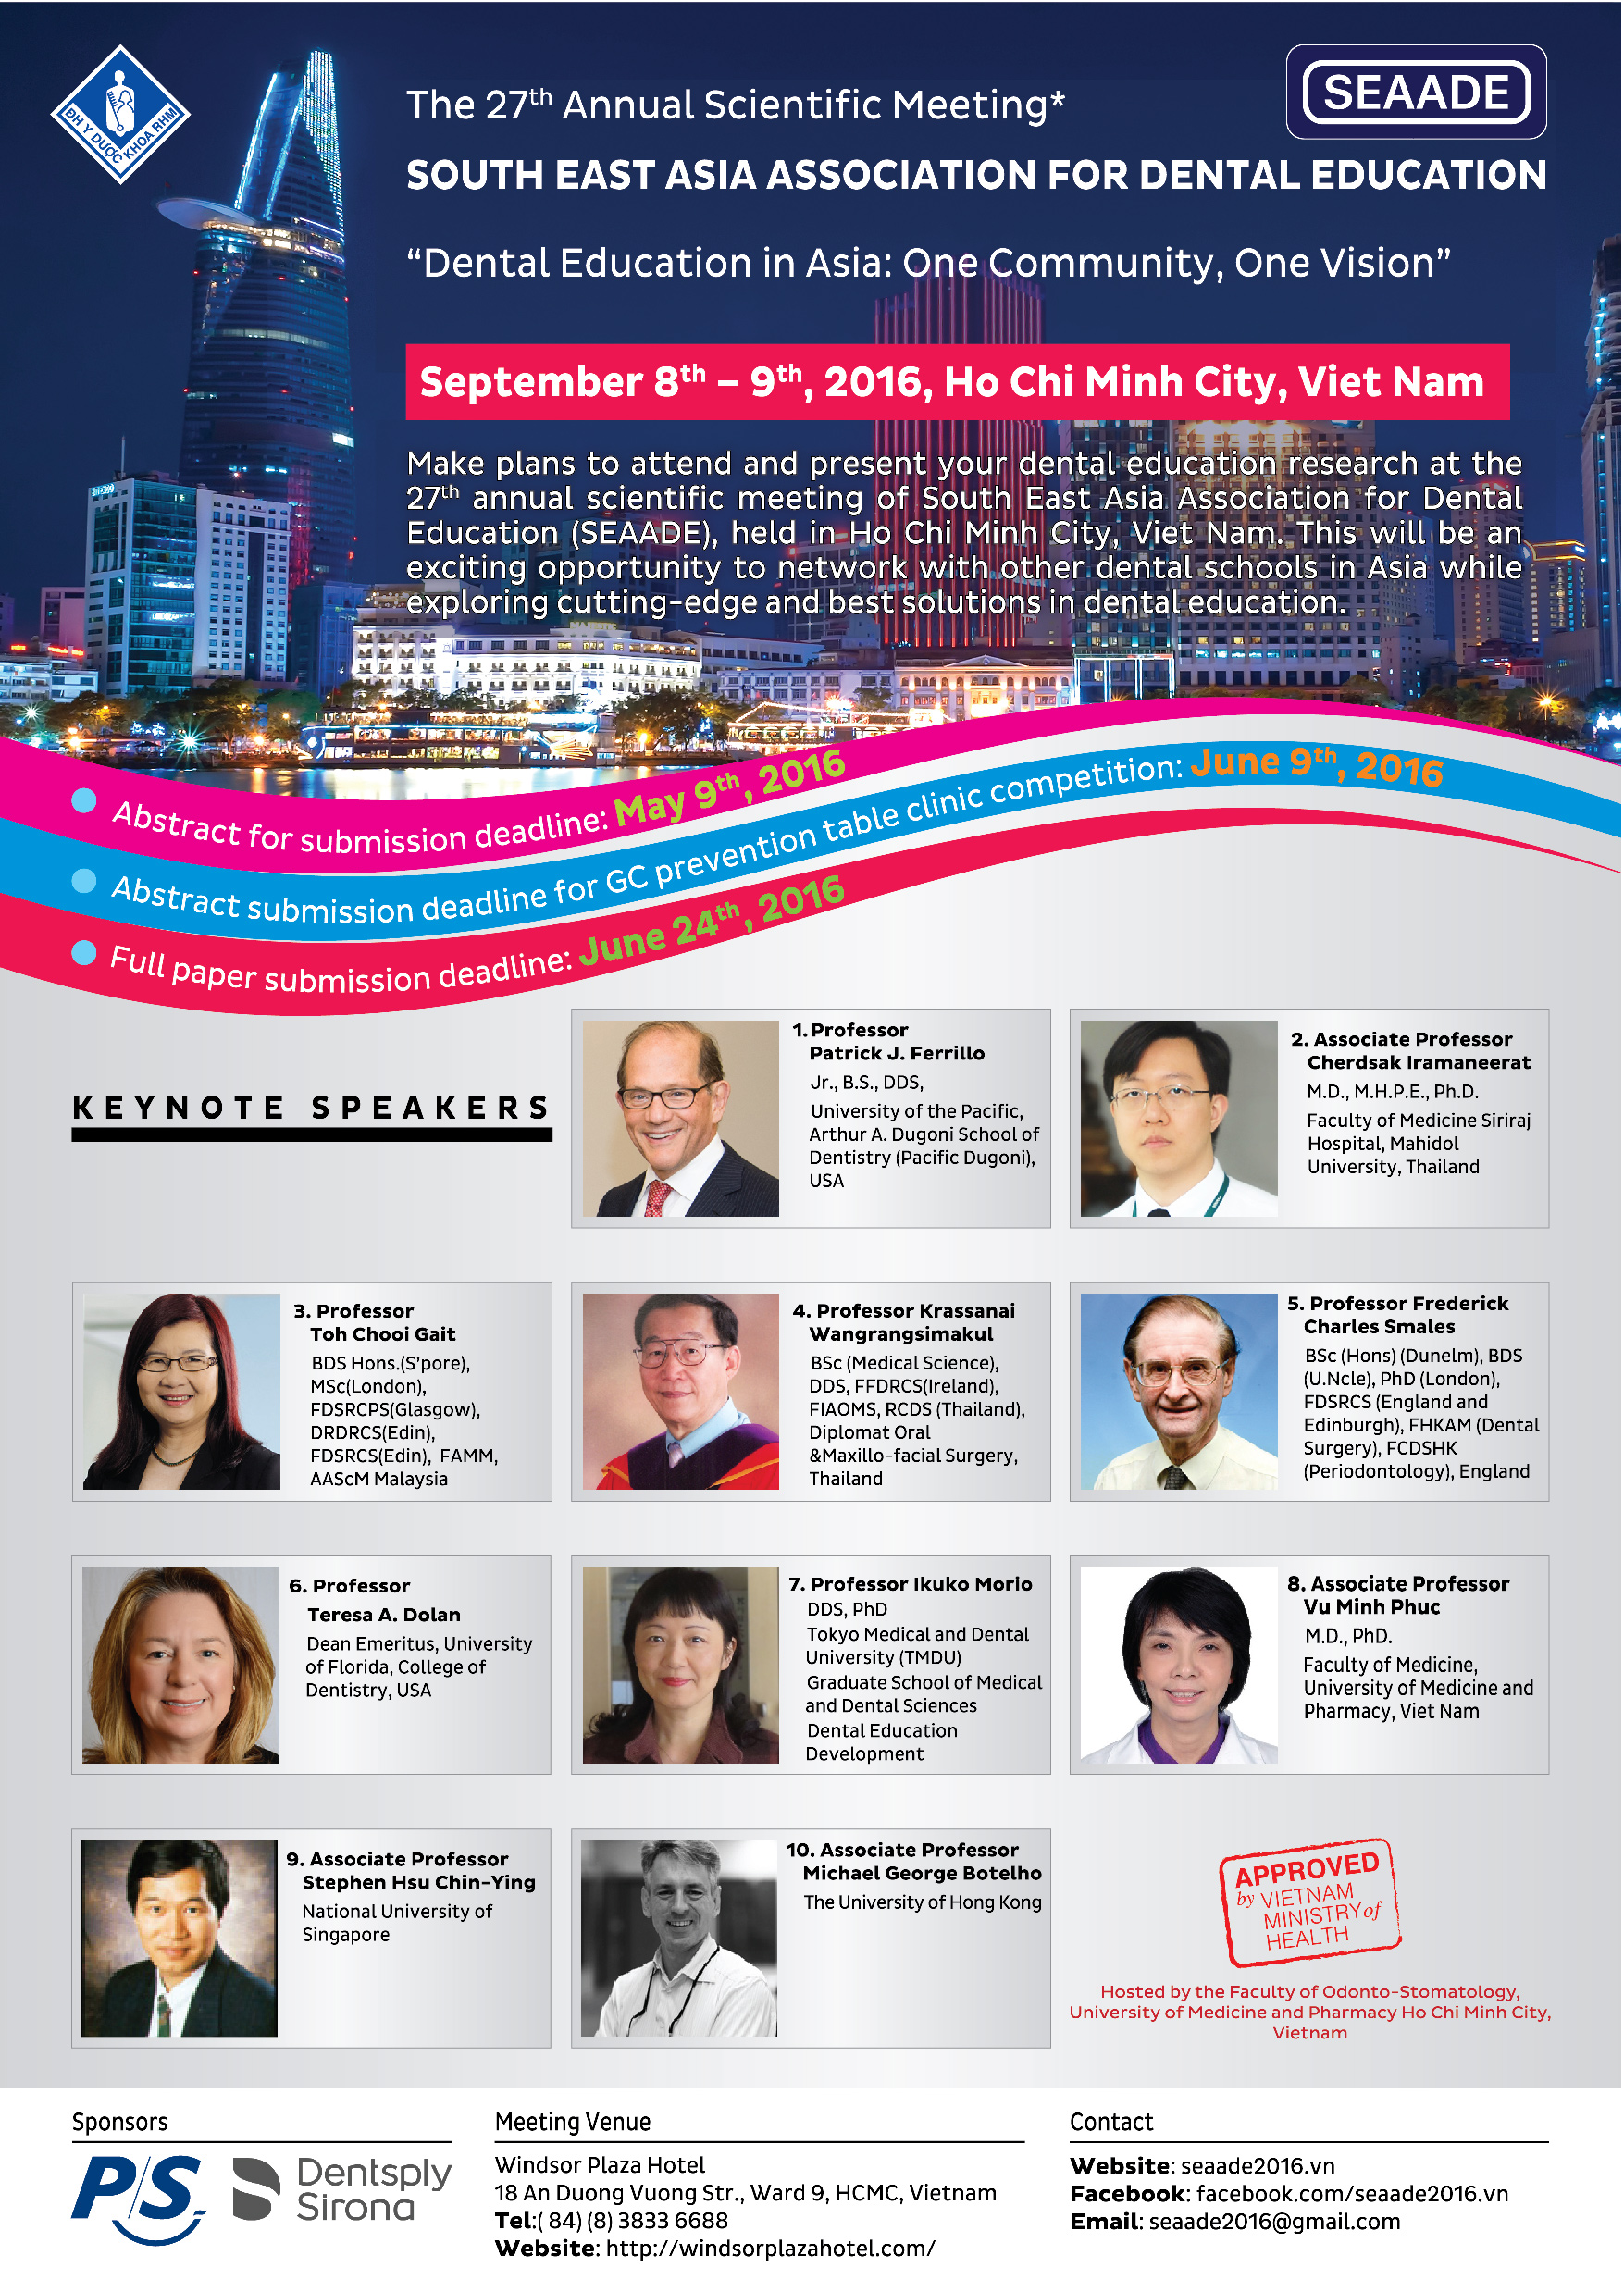 ĐH Y DƯỢC KHOA RHM
SEAADE
The 27th Annual Scientific Meeting*
SOUTH EAST ASIA ASSOCIATION FOR DENTAL EDUCATION
“Dental Education in Asia: One Community, One Vision”
September 8th – 9th, 2016, Ho Chi Minh City, Viet Nam
Make plans to attend and present your dental education research at the
27th annual scientific meeting of South East Asia Association for Dental
Education (SEAADE), held in Ho Chi Minh City, Viet Nam. This will be an
exciting opportunity to network with other dental schools in Asia while
exploring cutting-edge and best solutions in dental education.
Abstract for submission deadline: May 9th, 2016
Abstract submission deadline for GC prevention table clinic competition: June 9th, 2016
Full paper submission deadline: June 24th, 2016
KEYNOTE SPEAKERS
1. Professor
Patrick J. Ferrillo
Jr., B.S., DDS,
University of the Pacific,
Arthur A. Dugoni School of
Dentistry (Pacific Dugoni),
USA
2. Associate Professor
Cherdsak Iramaneerat
M.D., M.H.P.E., Ph.D.
Faculty of Medicine Siriraj
Hospital, Mahidol
University, Thailand
3. Professor
Toh Chooi Gait
BDS Hons.(S'pore),
MSc(London),
FDSRCPS(Glasgow),
DRDRCS(Edin),
FDSRCS(Edin), FAMM,
AAScM Malaysia
4. Professor Krassanai
Wangrangsimakul
BSc (Medical Science),
DDS, FFDRCS(Ireland),
FIAOMS, RCDS (Thailand),
Diplomat Oral
&Maxillo-facial Surgery,
Thailand
5. Professor Frederick
Charles Smales
BSc (Hons) (Dunelm), BDS
(U.Ncle), PhD (London),
FDSRCS (England and
Edinburgh), FHKAM (Dental
Surgery), FCDSHK
(Periodontology), England
6. Professor
Teresa A. Dolan
Dean Emeritus, University
of Florida, College of
Dentistry, USA
7. Professor Ikuko Morio
DDS, PhD
Tokyo Medical and Dental
University (TMDU)
Graduate School of Medical
and Dental Sciences
Dental Education
Development
8. Associate Professor
Vu Minh Phuc
M.D., PhD.
Faculty of Medicine,
University of Medicine and
Pharmacy, Viet Nam
9. Associate Professor
Stephen Hsu Chin-Ying
National University of
Singapore
10. Associate Professor
Michael George Botelho
The University of Hong Kong
APPROVED
by VIETNAM
MINISTRY of
HEALTH
Hosted by the Faculty of Odonto-Stomatology,
University of Medicine and Pharmacy Ho Chi Minh City,
Vietnam
Sponsors
P/S
Dentsply
Sirona
Meeting Venue
Windsor Plaza Hotel
18 An Duong Vuong Str., Ward 9, HCMC, Vietnam
Tel:( 84) (8) 3833 6688
Website: http://windsorplazahotel.com/
Contact
Website: seaade2016.vn
Facebook: facebook.com/seaade2016.vn
Email: seaade2016@gmail.com